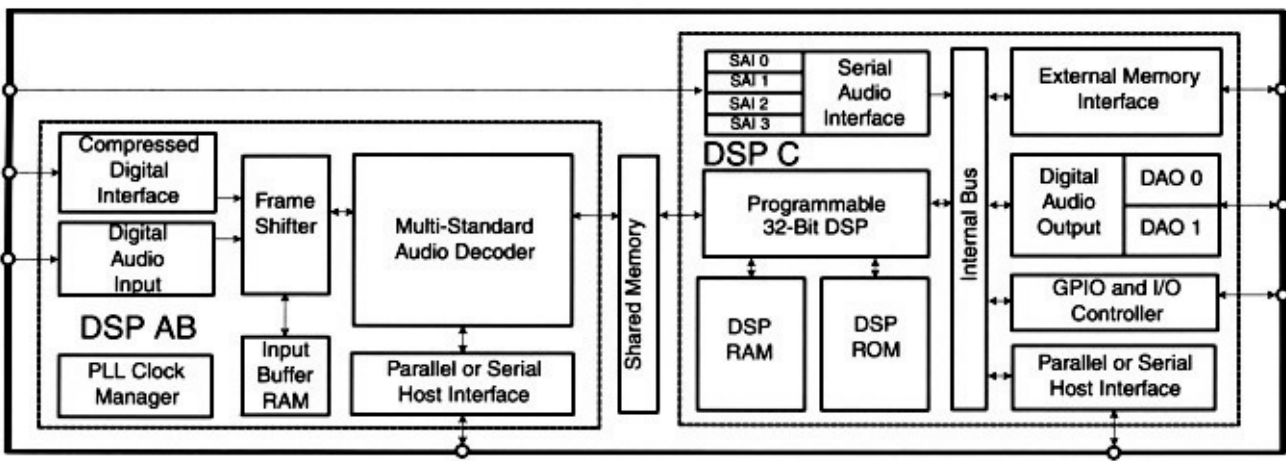 Compressed
Digital
Interface
Digital
Audio
Input
DSP AB
PLL Clock
Manager
Frame
Shifter
Input
Buffer
RAM
Multi-Standard
Audio Decoder
Parallel or Serial
Host Interface
Shared Memory
SAI 0
SAI 1
SAI 2
SAI 3
Serial
Audio
Interface
DSP C
Programmable
32-Bit DSP
DSP
RAM
DSP
ROM
Internal Bus
External Memory
Interface
Digital
Audio
Output
DAO 0
DAO 1
GPIO and I/O
Controller
Parallel or Serial
Host Interface